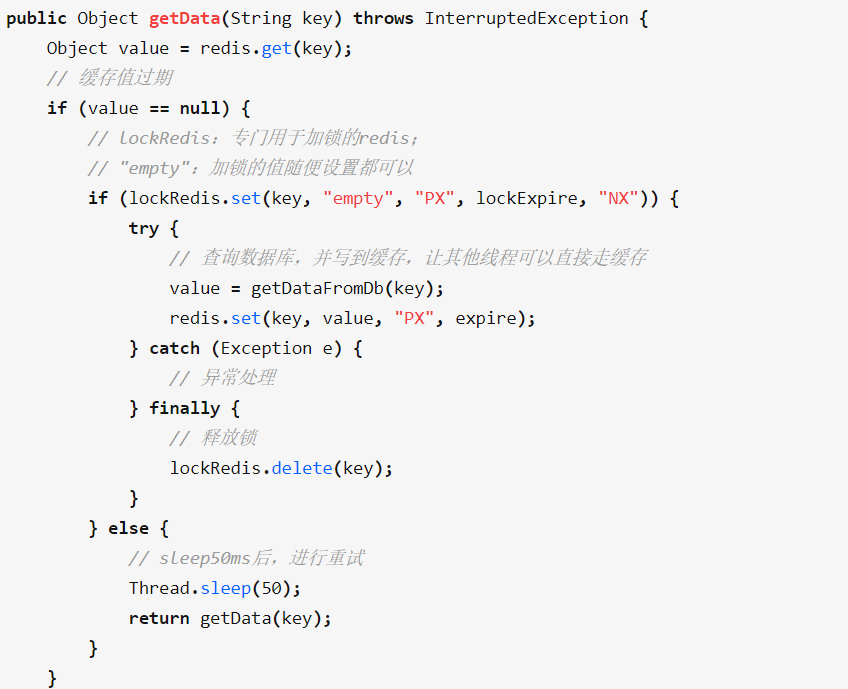 public Object getData(String key) throws InterruptedException {
    Object value = redis.get(key);
    // 缓存值过期
    if (value == null) {
        // lockRedis：专门用于加锁的redis；
        // "empty"：加锁的值随便设置都可以
        if (lockRedis.set(key, "empty", "PX", lockExpire, "NX")) {
            try {
                // 查询数据库，并写到缓存，让其他线程可以直接走缓存
                value = getDataFromDb(key);
                redis.set(key, value, "PX", expire);
            } catch (Exception e) {
                // 异常处理
            } finally {
                // 释放锁
                lockRedis.delete(key);
            }
        } else {
            // sleep50ms后，进行重试
            Thread.sleep(50);
            return getData(key);
        }
    }